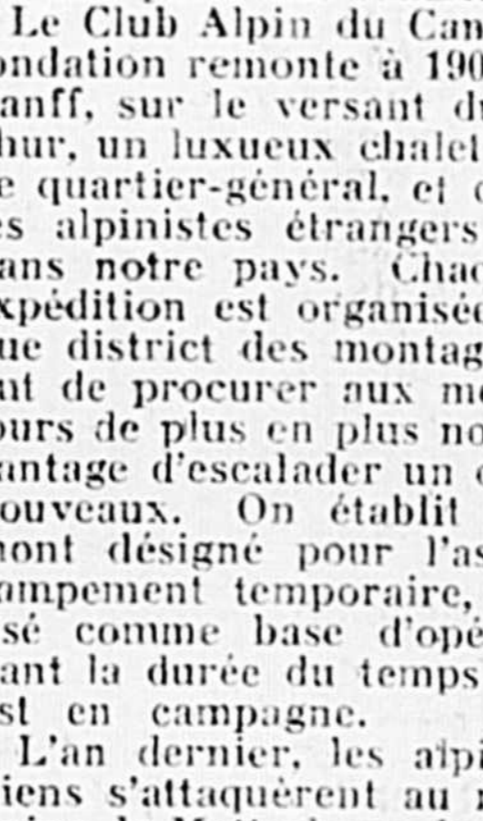 Le Club Alpin du Can
ondation remonte à 190
anff, sur le versant d
hur, un luxueux chalet
e quartier-général, et
es alpinistes étrangers
ans notre pays. Chac
xpédition est organisée
ue district des montag
nt de procurer aux me
ours de plus en plus no
antage d'escalader un
ouveaux. On établit
mont désigné pour l'as
ampement temporaire,
sé comme base d'opé
ant la durée du temps
st en campagne.
L'an dernier, les alpi
iens s'attaquèrent au